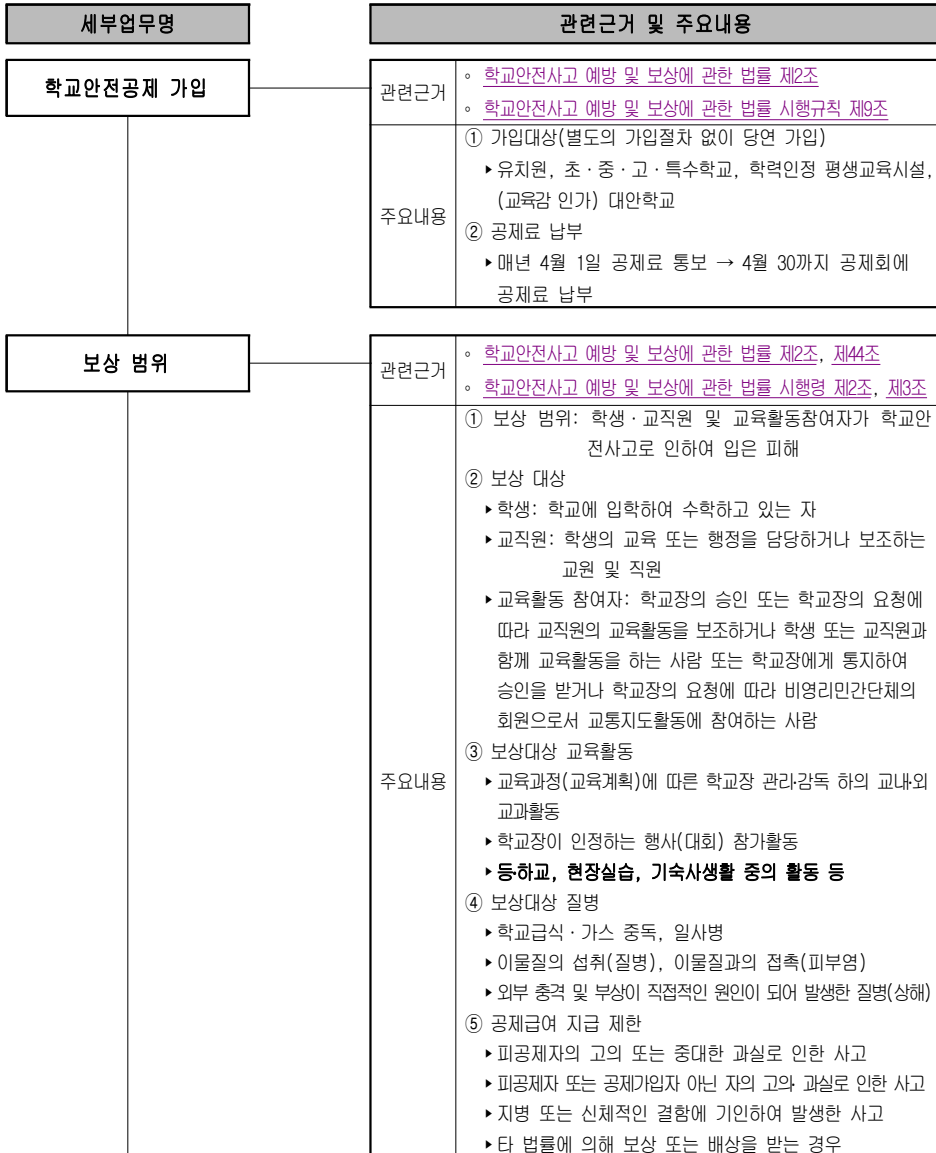 세부업무명
관련근거 및 주요내용
학교안전공제 가입
관련근거
◦ 학교안전사고 예방 및 보상에 관한 법률 제2조
◦ 학교안전사고 예방 및 보상에 관한 법률 시행규칙 제9조
주요내용
① 가입대상(별도의 가입절차 없이 당연 가입)
▸유치원, 초·중·고·특수학교, 학력인정 평생교육시설,
(교육감 인가) 대안학교
② 공제료 납부
▸매년 4월 1일 공제료 통보 → 4월 30까지 공제회에
공제료 납부
보상 범위
관련근거
◦ 학교안전사고 예방 및 보상에 관한 법률 제2조, 제44조
◦ 학교안전사고 예방 및 보상에 관한 법률 시행령 제2조, 제3조
주요내용
① 보상 범위: 학생·교직원 및 교육활동참여자가 학교안
전사고로 인하여 입은 피해
② 보상 대상
▸학생: 학교에 입학하여 수학하고 있는 자
▸교직원: 학생의 교육 또는 행정을 담당하거나 보조하는
교원 및 직원
▸교육활동 참여자: 학교장의 승인 또는 학교장의 요청에
따라 교직원의 교육활동을 보조하거나 학생 또는 교직원과
함께 교육활동을 하는 사람 또는 학교장에게 통지하여
승인을 받거나 학교장의 요청에 따라 비영리민간단체의
회원으로서 교통지도활동에 참여하는 사람
③ 보상대상 교육활동
▸교육과정(교육계획)에 따른 학교장 관리·감독 하의 교내·외
교과활동
▸학교장이 인정하는 행사(대회) 참가활동
▸등·하교, 현장실습, 기숙사생활 중의 활동 등
④ 보상대상 질병
▸학교급식·가스 중독, 일사병
▸이물질의 섭취(질병), 이물질과의 접촉(피부염)
▸외부 충격 및 부상이 직접적인 원인이 되어 발생한 질병(상해)
⑤ 공제급여 지급 제한
▸피공제자의 고의 또는 중대한 과실로 인한 사고
▸피공제자 또는 공제가입자 아닌 자의 고의· 과실로 인한 사고
▸지병 또는 신체적인 결함에 기인하여 발생한 사고
▸타 법률에 의해 보상 또는 배상을 받는 경우